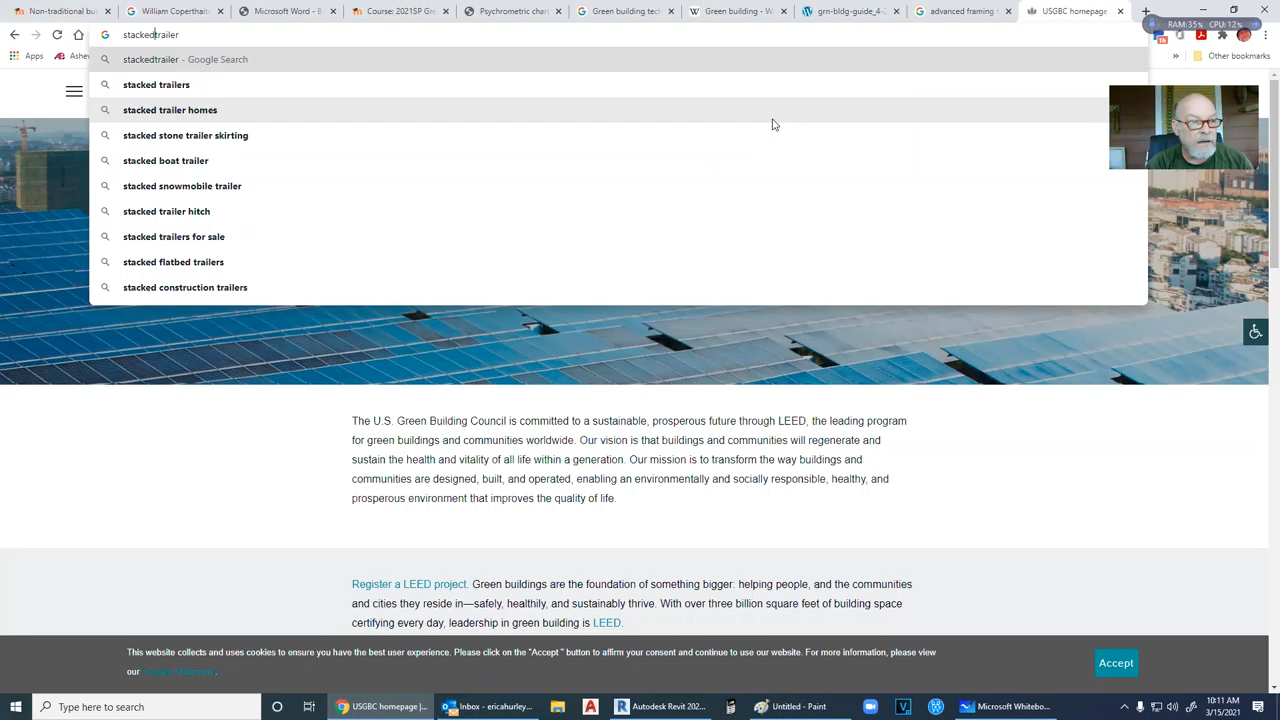 Non-traditional bu
William Coperthaite
Microsoft Word - B
Course: 2021SP Gre
Psychrometric chart
Green building tech
Green building - Wi
grn-bldg-guide_4-2
advanced framing
USGBC homepage
RAM:35% CPU:12%
stackedtrailer
Apps
Ashev
Other bookmarks
stackedtrailer - Google Search
stacked trailers
stacked trailer homes
stacked stone trailer skirting
stacked boat trailer
stacked snowmobile trailer
stacked trailer hitch
stacked trailers for sale
stacked flatbed trailers
stacked construction trailers
The U.S. Green Building Council is committed to a sustainable, prosperous future through LEED, the leading program
for green buildings and communities worldwide. Our vision is that buildings and communities will regenerate and
sustain the health and vitality of all life within a generation. Our mission is to transform the way buildings and
communities are designed, built, and operated, enabling an environmentally and socially responsible, healthy, and
prosperous environment that improves the quality of life.
Register a LEED project. Green buildings are the foundation of something bigger: helping people, and the communities
and cities they reside in—safely, healthily, and sustainably thrive. With over three billion square feet of building space
certifying every day, leadership in green building is LEED.
This website collects and uses cookies to ensure you have the best user experience. Please click on the "Accept " button to affirm your consent and continue to use our website. For more information, please view
our .
Accept
Type here to search
USGBC homepage |...
Inbox - ericahurley...
Autodesk Revit 202...
Untitled - Paint
Microsoft Whitebo...
10:11 AM
3/15/2021